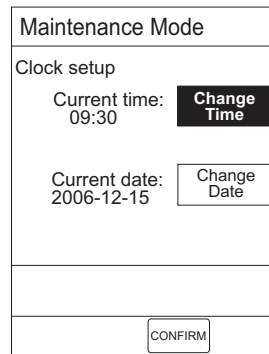 Maintenance Mode
Clock setup
Current time:
09:30
Change
Time
Current date:
2006-12-15
Change
Date
CONFIRM